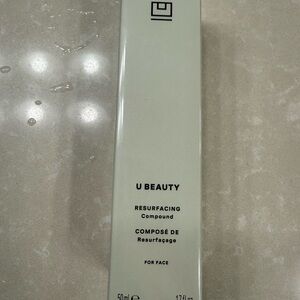 U BEAUTY
RESURFACING
Compound
COMPOSÉ DE
Resurfaçage
FOR FACE
50 ml ℮ 1.7 fl oz